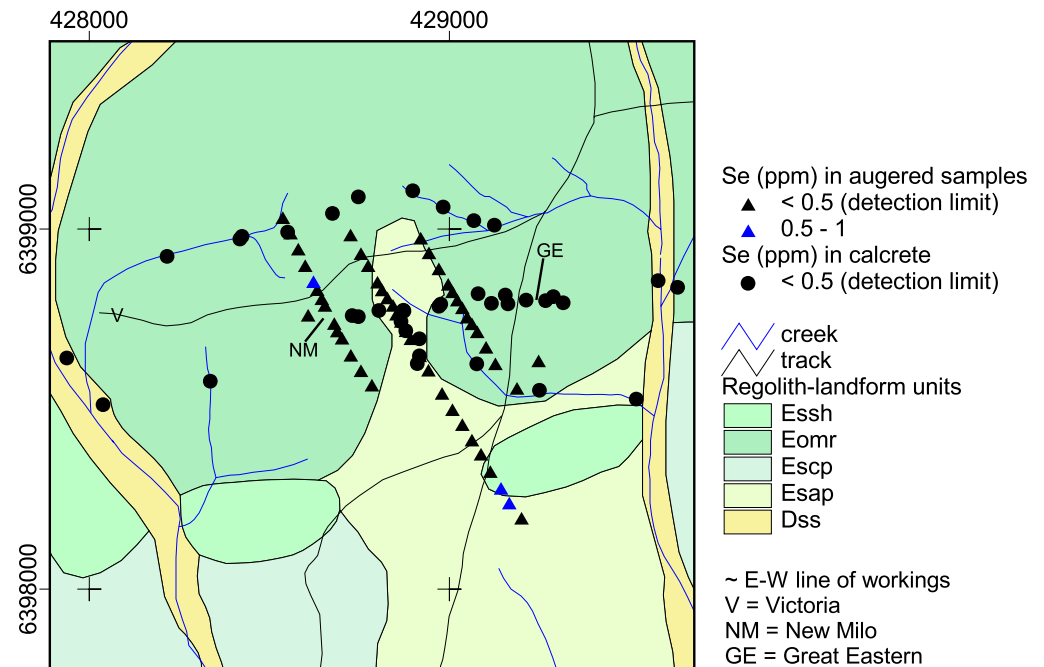 428000
429000
6399000
6398000
V
NM
GE
Se (ppm) in augered samples
< 0.5 (detection limit)
0.5 - 1
Se (ppm) in calcrete
< 0.5 (detection limit)
creek
track
Regolith-landform units
Essh
Eomr
Escp
Esap
Dss
~ E-W line of workings
V = Victoria
NM = New Milo
GE = Great Eastern